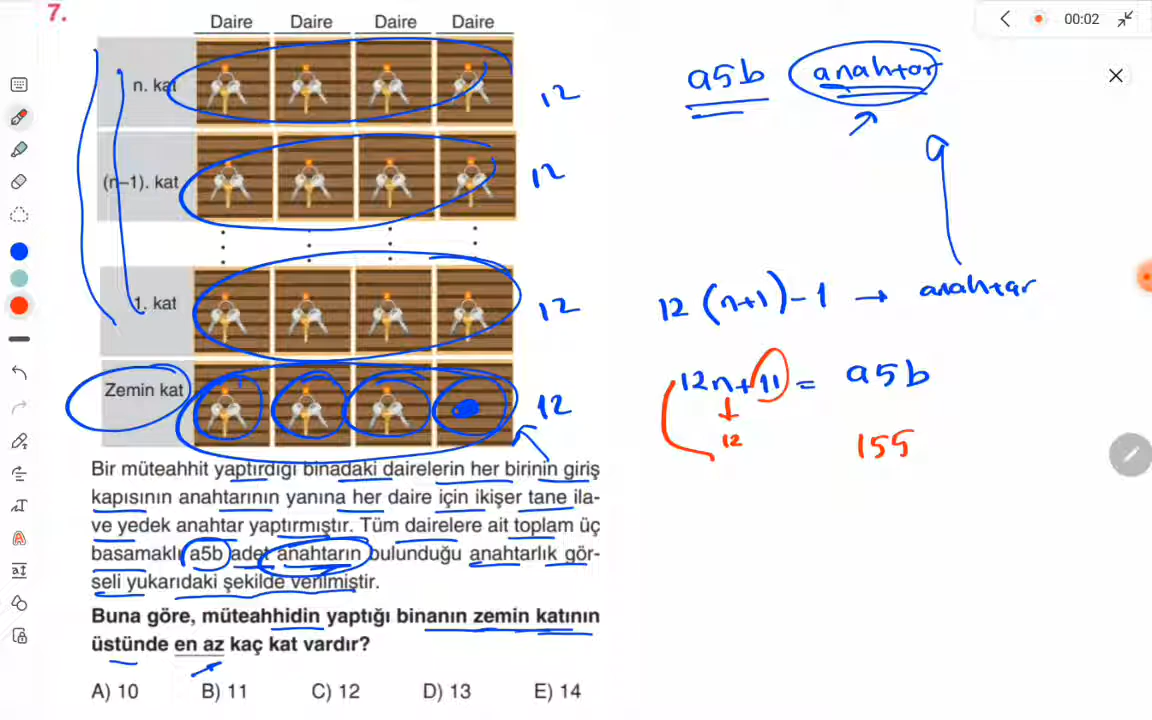 7.
Daire Daire Daire Daire
n. kat
12
(n–1). kat
12
1. kat
12
Zemin kat
12
Bir müteahhit yaptırdığı binadaki dairelerin her birinin giriş
kapısının anahtarının yanına her daire için ikişer tane ila-
ve yedek anahtar yaptırmıştır. Tüm dairelere ait toplam üç
basamaklı a5b adet anahtarın bulunduğu anahtarlık gör-
seli yukarıdaki şekilde verilmiştir.
Buna göre, müteahhidin yaptığı binanın zemin katının
üstünde en az kaç kat vardır?
A) 10 B) 11 C) 12 D) 13 E) 14
00:02
a5b anahtar
12 (n+1) – 1 → anahtar
12n + 11 = a5b
12
155